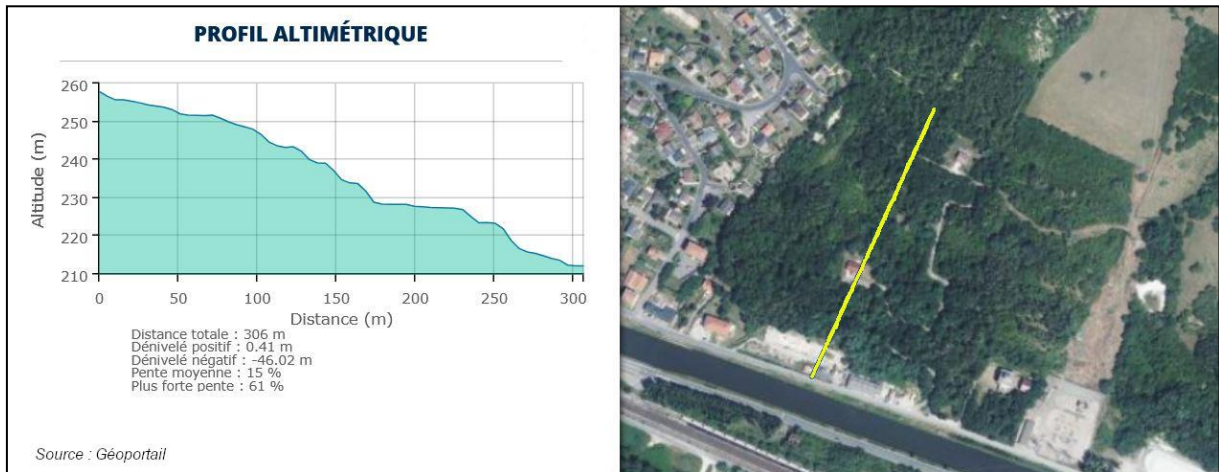 PROFIL ALTIMÉTRIQUE
260
250
240
230
220
210
Altitude (m)
0 50 100 150 200 250 300
Distance (m)
Distance totale : 306 m
Dénivelé positif : 0.41 m
Dénivelé négatif : -46.02 m
Pente moyenne : 15 %
Plus forte pente : 61 %
Source : Géoportail